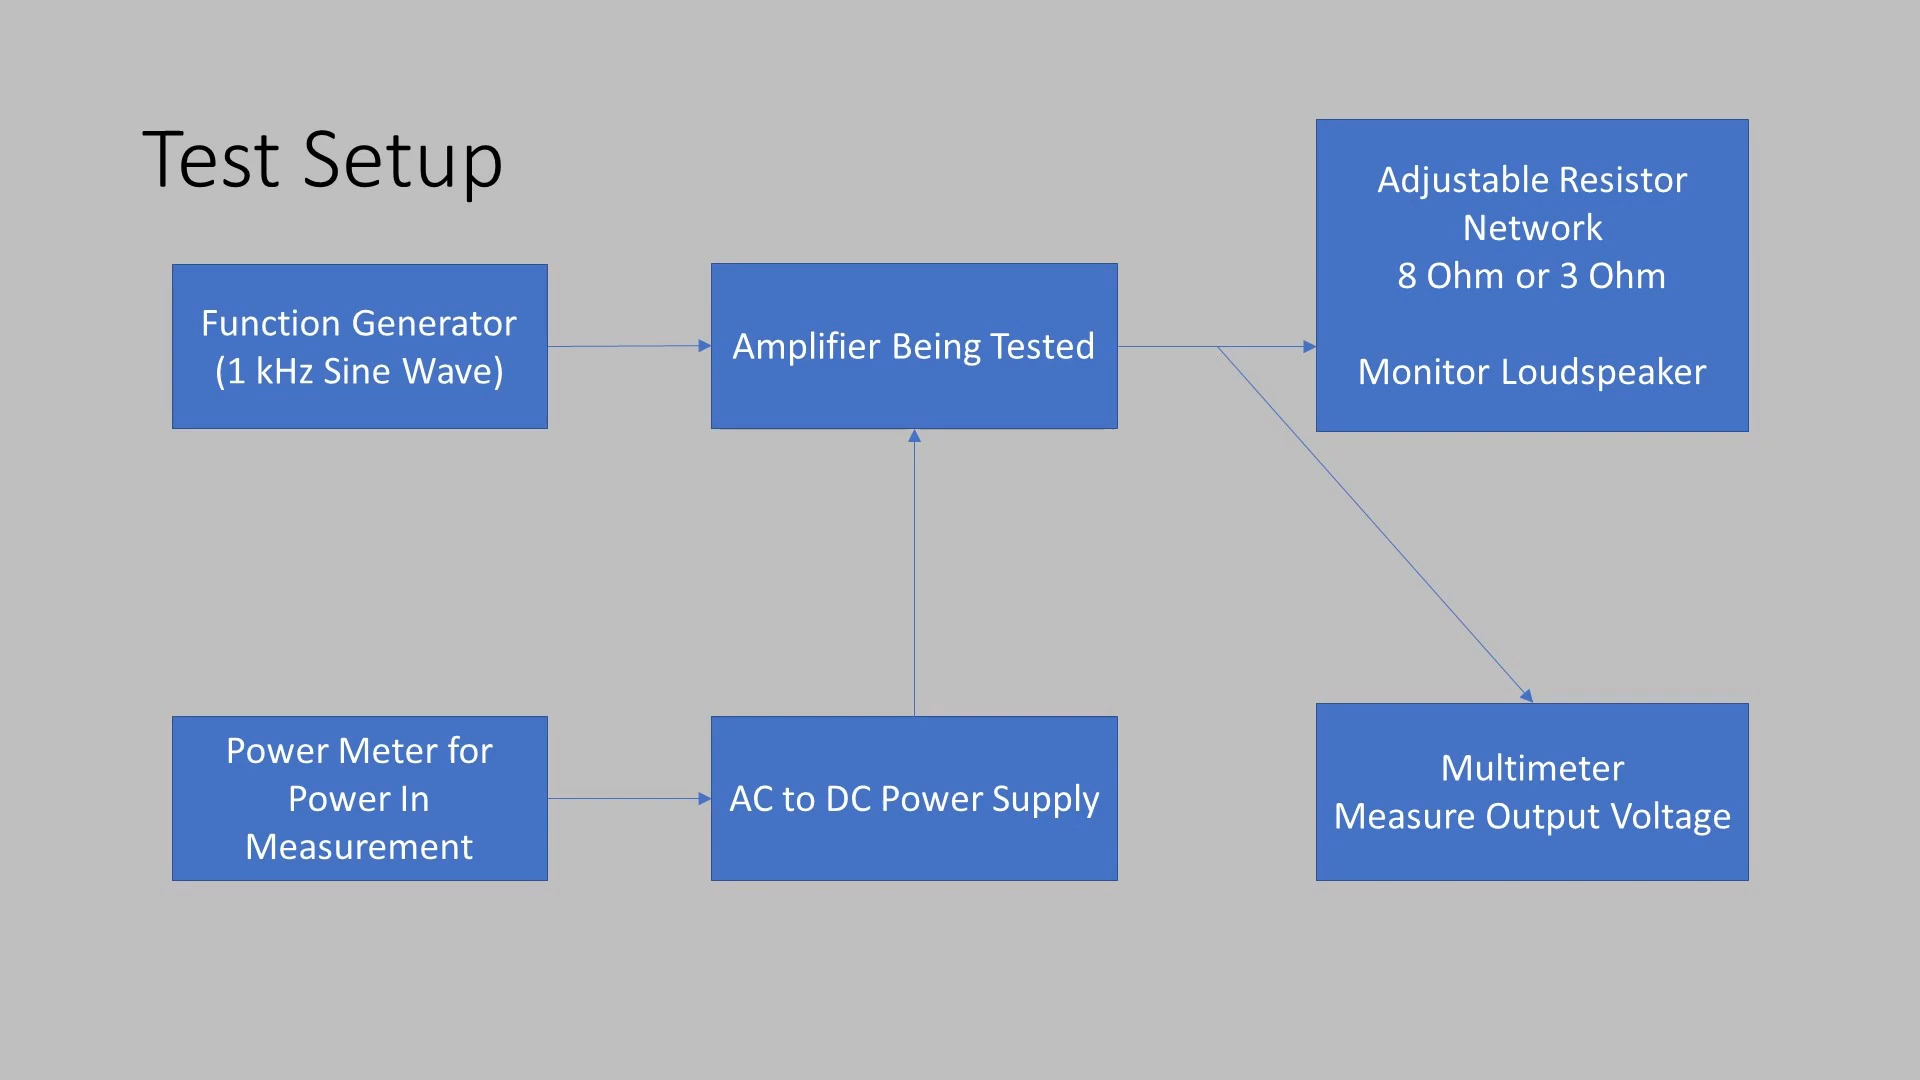 Test Setup
Function Generator
(1 kHz Sine Wave)
Amplifier Being Tested
Adjustable Resistor
Network
8 Ohm or 3 Ohm
Monitor Loudspeaker
Power Meter for
Power In
Measurement
AC to DC Power Supply
Multimeter
Measure Output Voltage